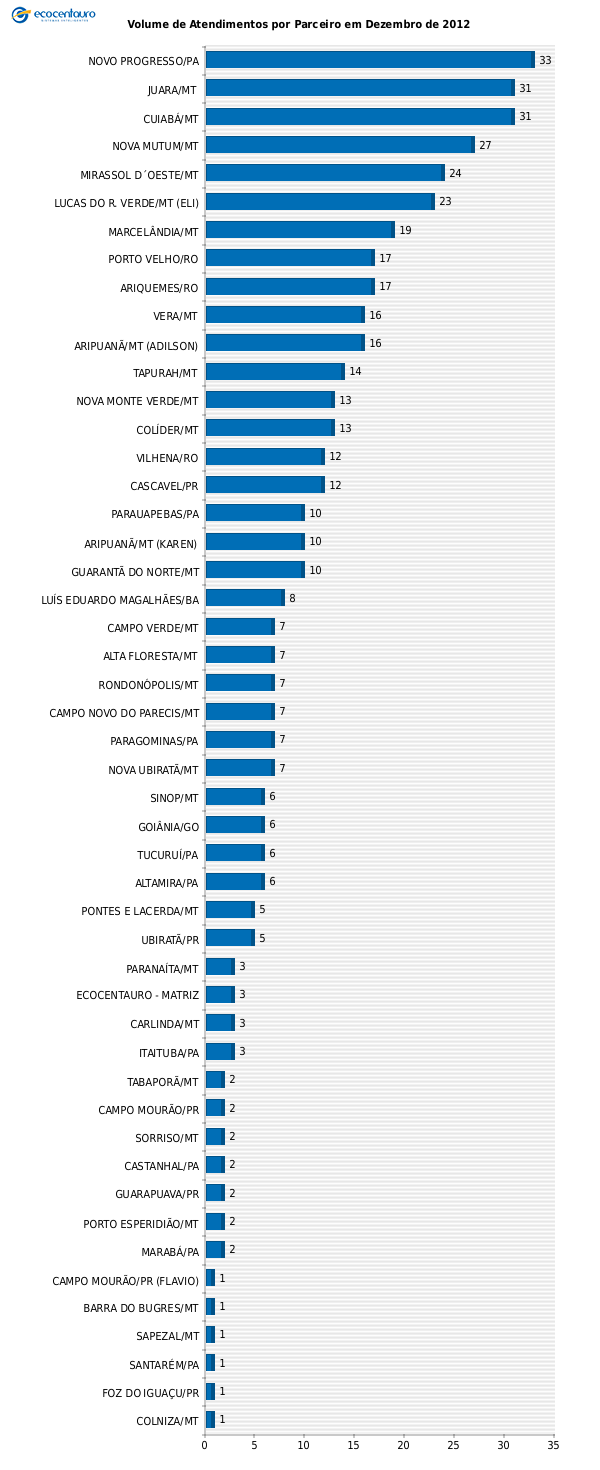 ecocentauro
Volume de Atendimentos por Parceiro em Dezembro de 2012
NOVO PROGRESSO/PA 33
JUARA/MT 31
CUIABÁ/MT 31
NOVA MUTUM/MT 27
MIRASSOL D´OESTE/MT 24
LUCAS DO R. VERDE/MT (ELI) 23
MARCELÂNDIA/MT 19
PORTO VELHO/RO 17
ARIQUEMES/RO 17
VERA/MT 16
ARIPUANÃ/MT (ADILSON) 16
TAPURAH/MT 14
NOVA MONTE VERDE/MT 13
COLÍDER/MT 13
VILHENA/RO 12
CASCAVEL/PR 12
PARAUAPEBAS/PA 10
ARIPUANÃ/MT (KAREN) 10
GUARANTÃ DO NORTE/MT 10
LUÍS EDUARDO MAGALHÃES/BA 8
CAMPO VERDE/MT 7
ALTA FLORESTA/MT 7
RONDONÓPOLIS/MT 7
CAMPO NOVO DO PARECIS/MT 7
PARAGOMINAS/PA 7
NOVA UBIRATÃ/MT 7
SINOP/MT 6
GOIÂNIA/GO 6
TUCURUÍ/PA 6
ALTAMIRA/PA 6
PONTES E LACERDA/MT 5
UBIRATÃ/PR 5
PARANAÍTA/MT 3
ECOCENTAURO - MATRIZ 3
CARLINDA/MT 3
ITAITUBA/PA 3
TABAPORÃ/MT 2
CAMPO MOURÃO/PR 2
SORRISO/MT 2
CASTANHAL/PA 2
GUARAPUAVA/PR 2
PORTO ESPERIDIÃO/MT 2
MARABÁ/PA 2
CAMPO MOURÃO/PR (FLAVIO) 1
BARRA DO BUGRES/MT 1
SAPEZAL/MT 1
SANTARÉM/PA 1
FOZ DO IGUAÇU/PR 1
COLNIZA/MT 1
0 5 10 15 20 25 30 35